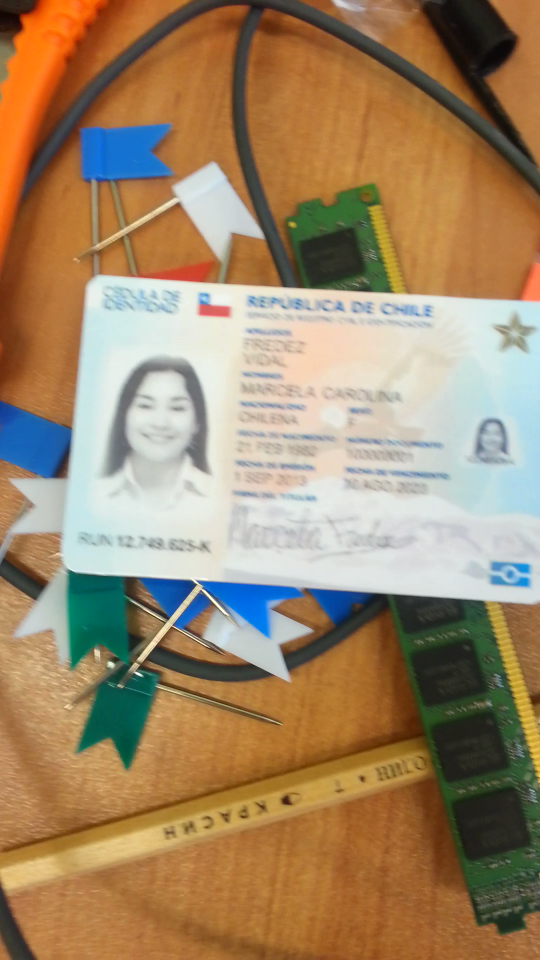 CÉDULA DE
IDENTIDAD
REPÚBLICA DE CHILE
SERVICIO DE REGISTRO CIVIL E IDENTIFICACIÓN
APELLIDOS
FREDEZ
VIDAL
NOMBRES
MARCELA CAROLINA
NACIONALIDAD
SEXO
CHILENA
F
FECHA DE NACIMIENTO
NÚMERO DOCUMENTO
21 FEB 1982
100000001
FECHA DE EMISIÓN
FECHA DE VENCIMIENTO
1 SEP 2013
30 AGO 2023
FIRMA DEL TITULAR
Marcela Fredez
RUN 12.749.625-K
КРАСИН